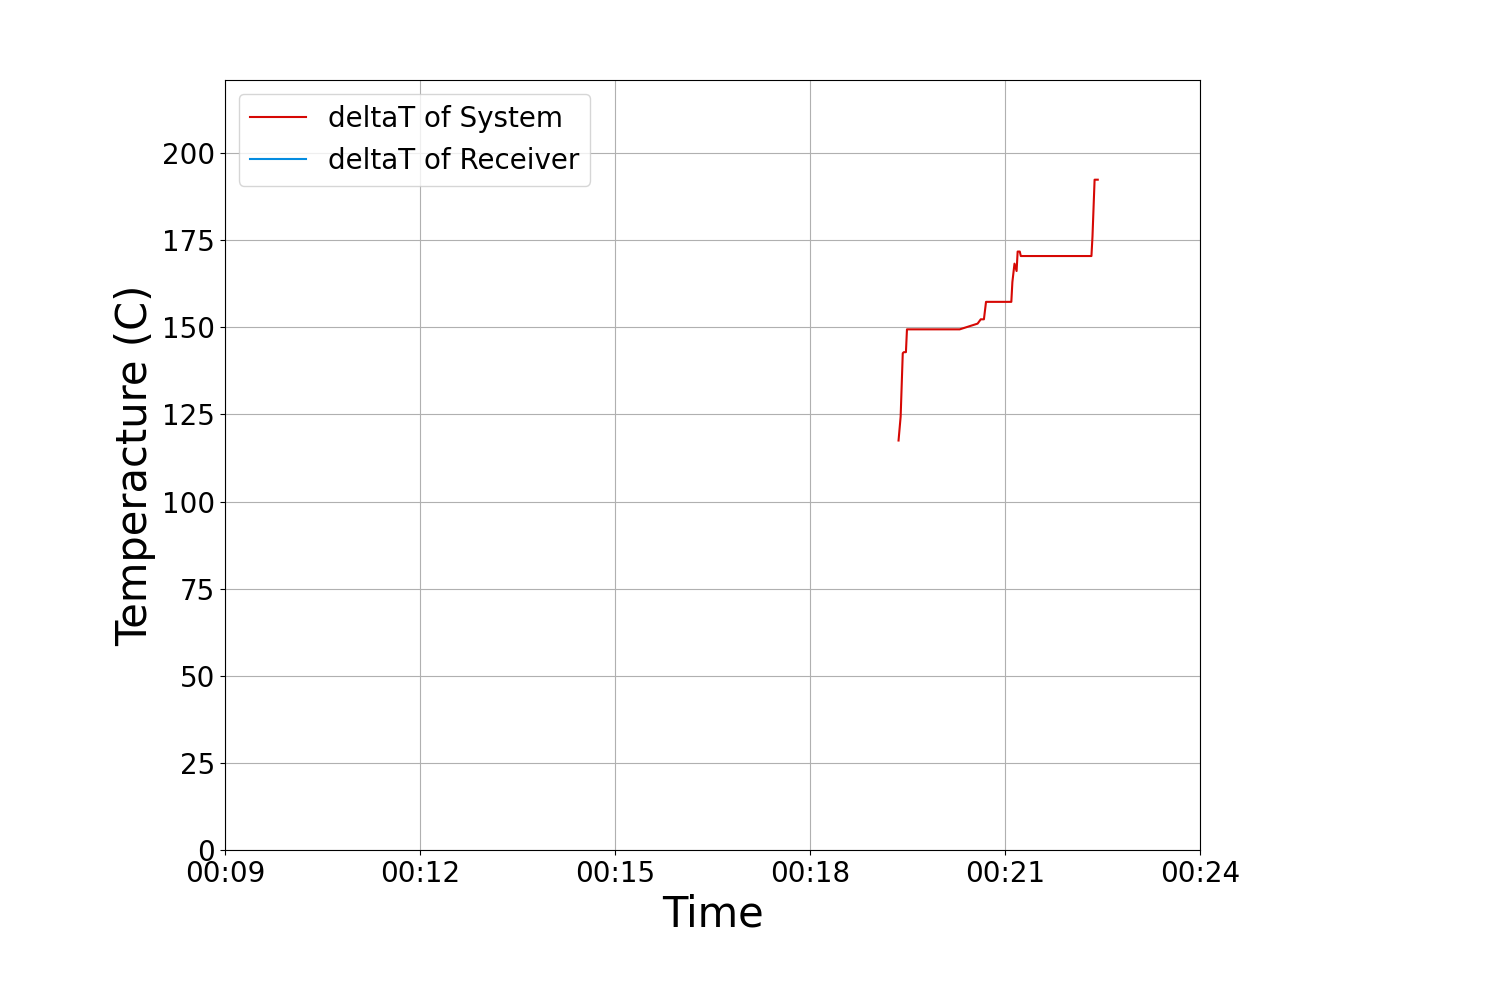 deltaT of System
deltaT of Receiver
200
175
150
125
100
75
50
25
0
Temperacture (C)
00:09 00:12 00:15 00:18 00:21 00:24
Time